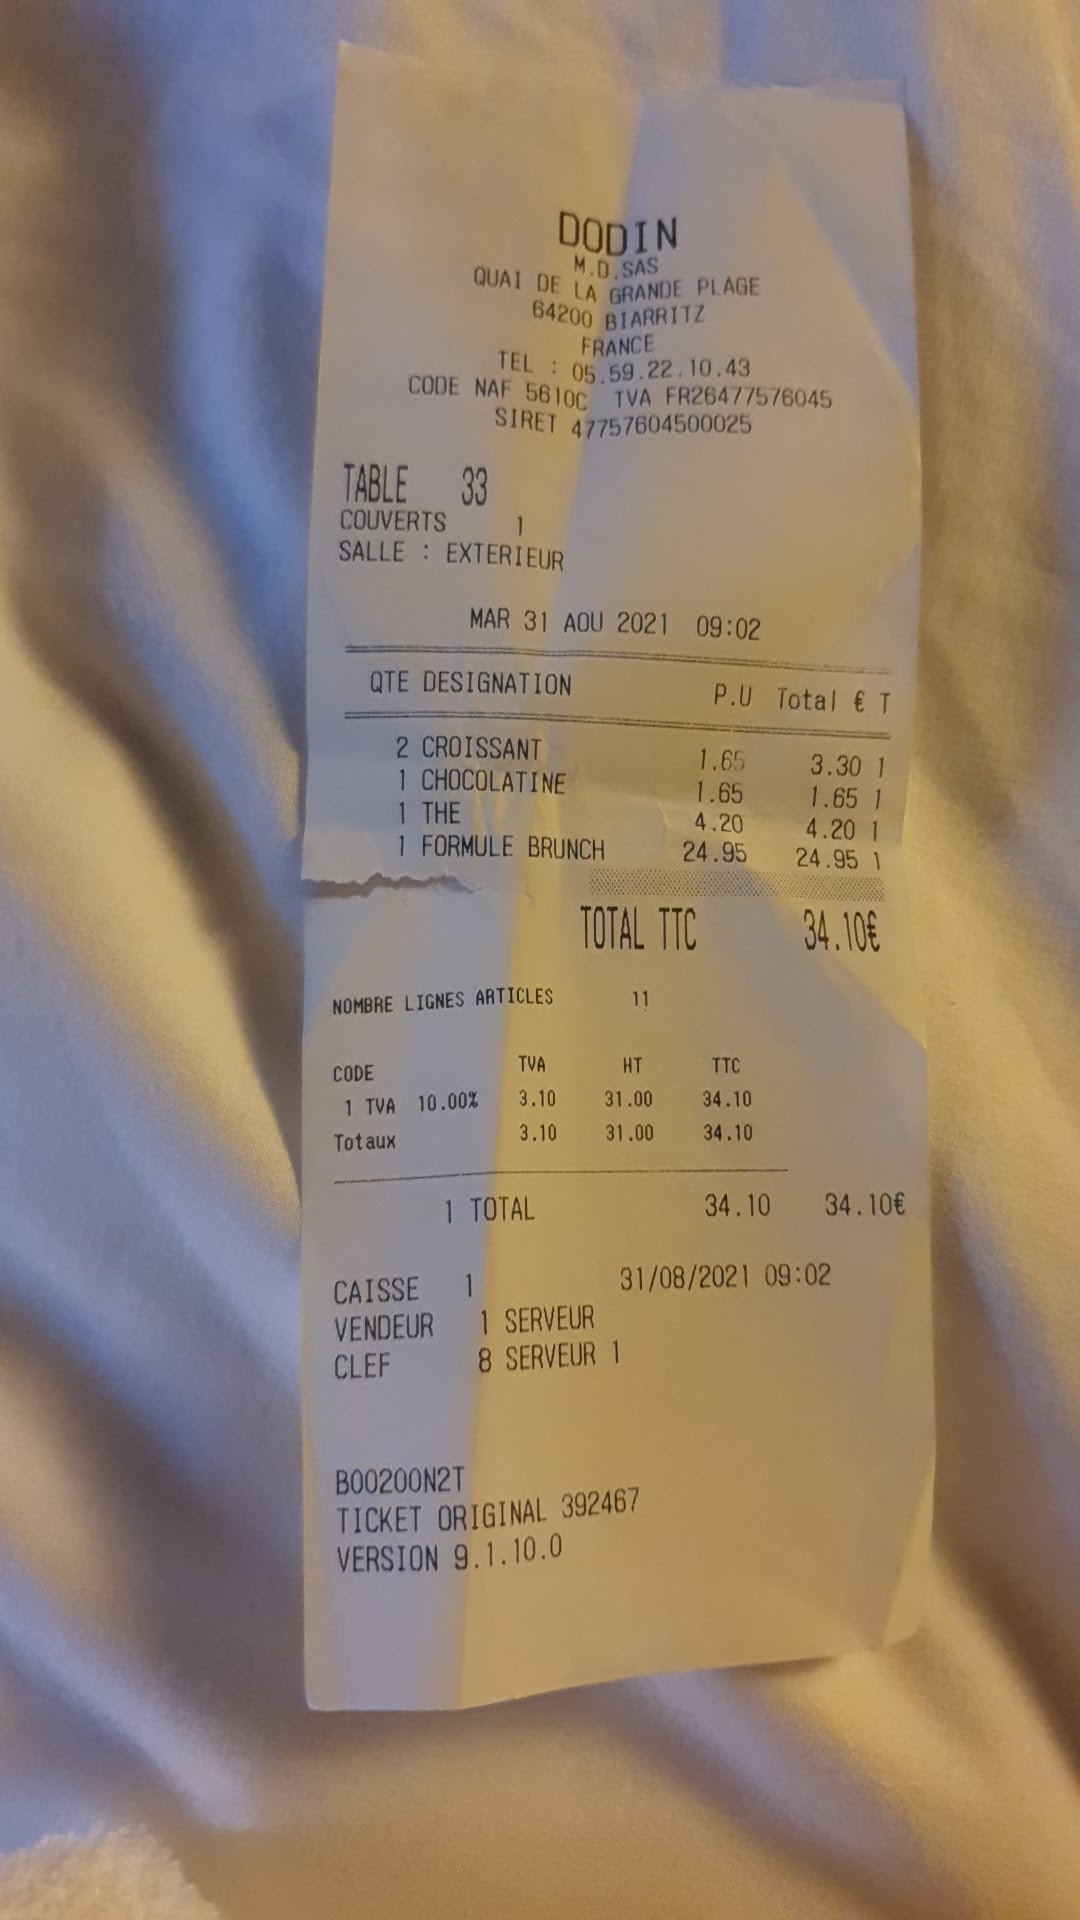 DODIN
M.D.SAS
QUAI DE LA GRANDE PLAGE
64200 BIARRITZ
FRANCE
TEL : 05.59.22.10.43
CODE NAF 5610C TVA FR26477576045
SIRET 47757604500025
TABLE 33
COUVERTS 1
SALLE : EXTERIEUR
MAR 31 AOU 2021 09:02
QTE DESIGNATION P.U Total € T
2 CROISSANT 1.65 3.30 1
1 CHOCOLATINE 1.65 1.65 1
1 THE 4.20 4.20 1
1 FORMULE BRUNCH 24.95 24.95 1
TOTAL TTC 34.10€
NOMBRE LIGNES ARTICLES 11
CODE TVA HT TTC
1 TVA 10.00% 3.10 31.00 34.10
Totaux 3.10 31.00 34.10
1 TOTAL 34.10 34.10€
CAISSE 1 31/08/2021 09:02
VENDEUR 1 SERVEUR
CLEF 8 SERVEUR 1
B00200N2T
TICKET ORIGINAL 392467
VERSION 9.1.10.0